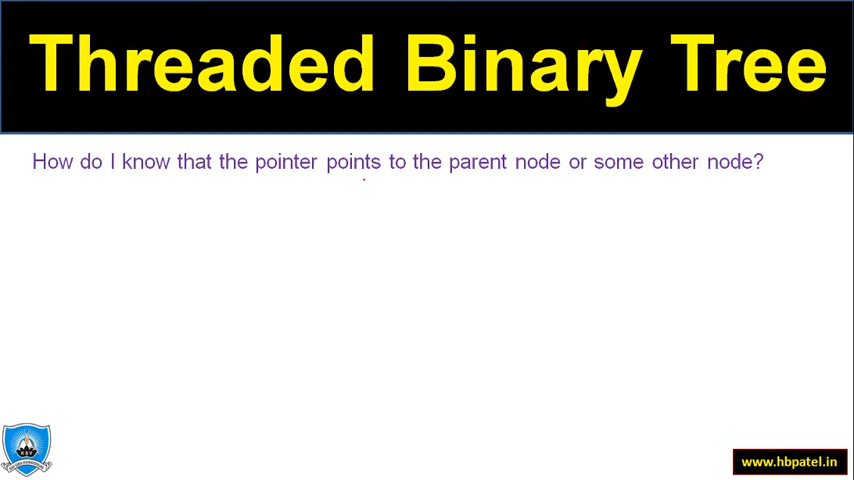 Threaded Binary Tree
How do I know that the pointer points to the parent node or some other node?
KSV
www.hbpatel.in